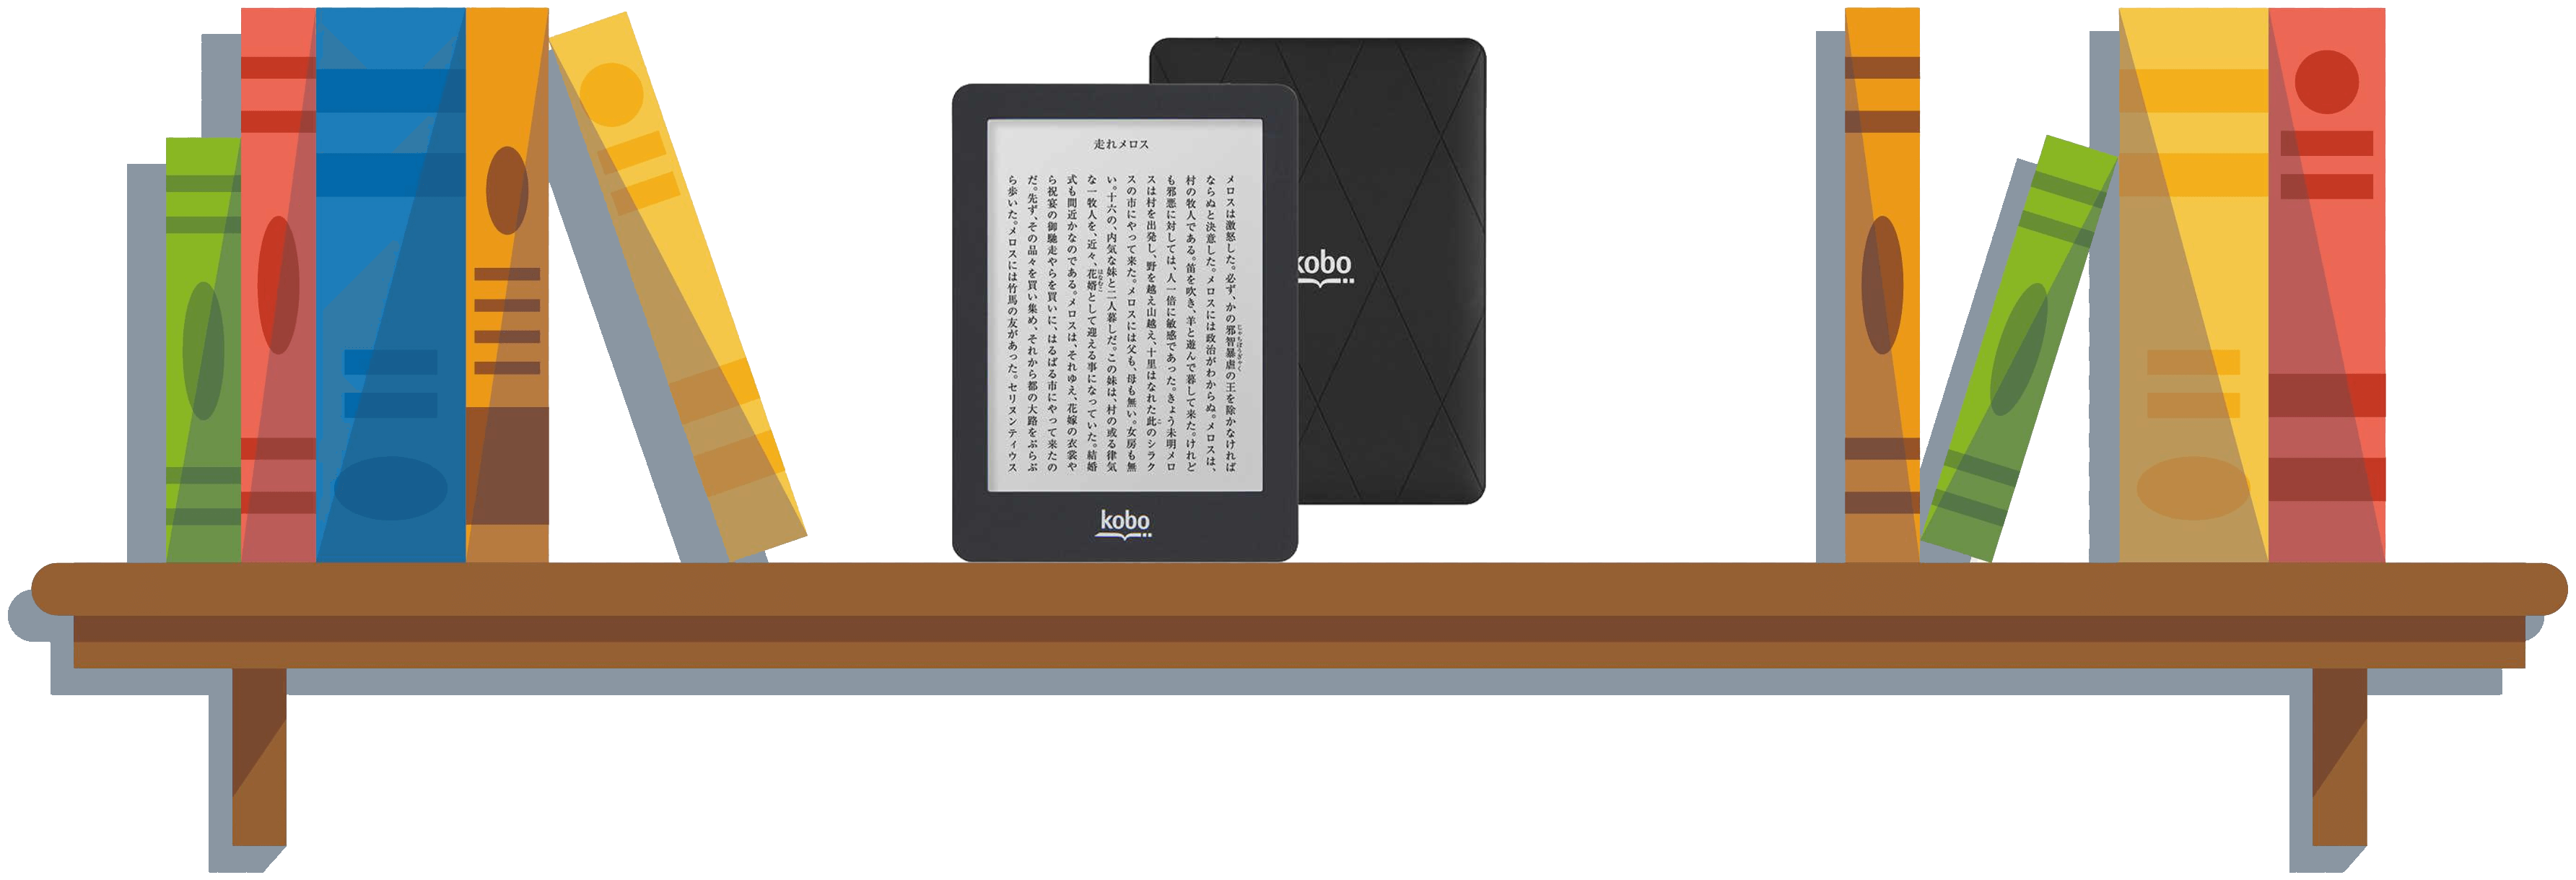 走れメロス
メロスは激怒した。必ず、かの邪智暴虐の王を除かなければ
ならぬと決意した。メロスには政治がわからぬ。メロスは、
村の牧人である。笛を吹き、羊と遊んで暮して来た。けれど
も邪悪に対しては、人一倍に敏感であった。きょう未明メロ
スは村を出発し、野を越え山越え、十里はなれた此のシラク
スの市にやって来た。メロスには父も、母も無い。女房も無
い。十六の、内気な妹と二人暮しだ。この妹は、村の或る律気
な一牧人を、近々、花婿として迎える事になっていた。結婚
式も間近かなのである。メロスは、それゆえ、花嫁の衣裳や
ら祝宴の御馳走やらを買いに、はるばる市にやって来たの
だ。先ず、その品々を買い集め、それから都の大路をぶらぶ
ら歩いた。メロスには竹馬の友があった。セリヌンティウス
kobo
kobo